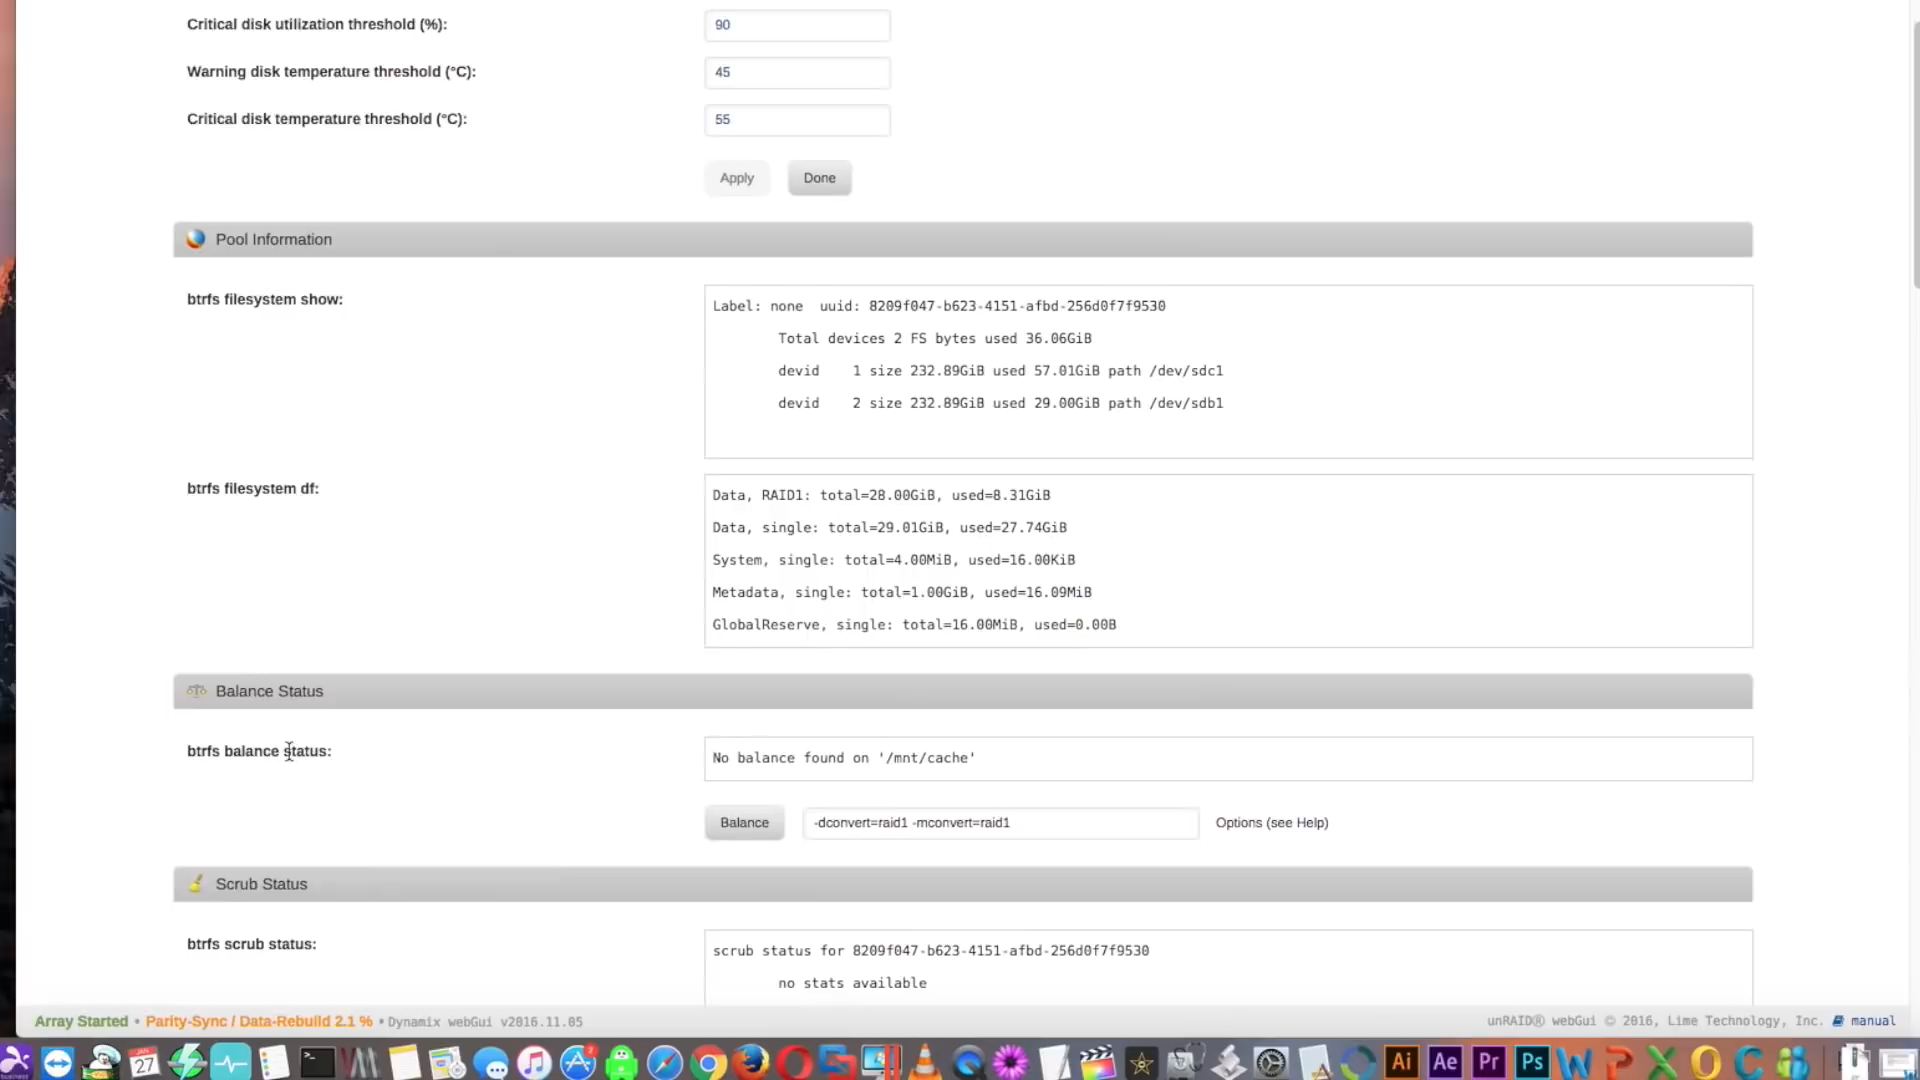 Critical disk utilization threshold (%): 90
Warning disk temperature threshold (°C): 45
Critical disk temperature threshold (°C): 55
Apply Done
Pool Information
btrfs filesystem show:
Label: none uuid: 8209f047-b623-4151-afbd-256d0f7f9530
Total devices 2 FS bytes used 36.06GiB
devid 1 size 232.89GiB used 57.01GiB path /dev/sdc1
devid 2 size 232.89GiB used 29.00GiB path /dev/sdb1
btrfs filesystem df:
Data, RAID1: total=28.00GiB, used=8.31GiB
Data, single: total=29.01GiB, used=27.74GiB
System, single: total=4.00MiB, used=16.00KiB
Metadata, single: total=1.00GiB, used=16.09MiB
GlobalReserve, single: total=16.00MiB, used=0.00B
Balance Status
btrfs balance status:
No balance found on '/mnt/cache'
Balance -dconvert=raid1 -mconvert=raid1 Options (see Help)
Scrub Status
btrfs scrub status:
scrub status for 8209f047-b623-4151-afbd-256d0f7f9530
no stats available
Array Started • Parity-Sync / Data-Rebuild 2.1 % • Dynamix webGui v2016.11.05
unRAID® webGui © 2016, Lime Technology, Inc. manual
JAN 27 Ai Ae Pr Ps